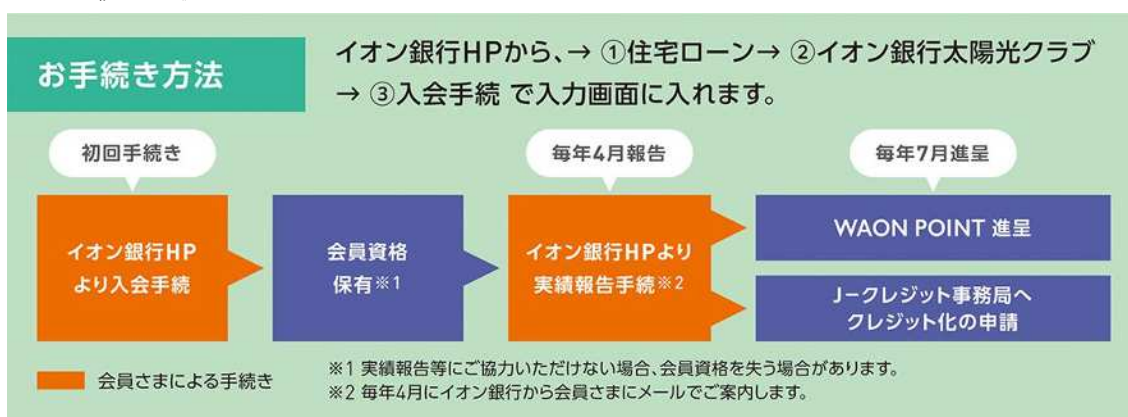 お手続き方法
イオン銀行HPから、→ ①住宅ローン→ ②イオン銀行太陽光クラブ
→ ③入会手続 で入力画面に入れます。
初回手続き
毎年4月報告
毎年7月進呈
イオン銀行HP
より入会手続
会員資格
保有※1
イオン銀行HPより
実績報告手続※2
WAON POINT 進呈
J-クレジット事務局へ
クレジット化の申請
会員さまによる手続き
※1 実績報告等にご協力いただけない場合、会員資格を失う場合があります。
※2 毎年4月にイオン銀行から会員さまにメールでご案内します。